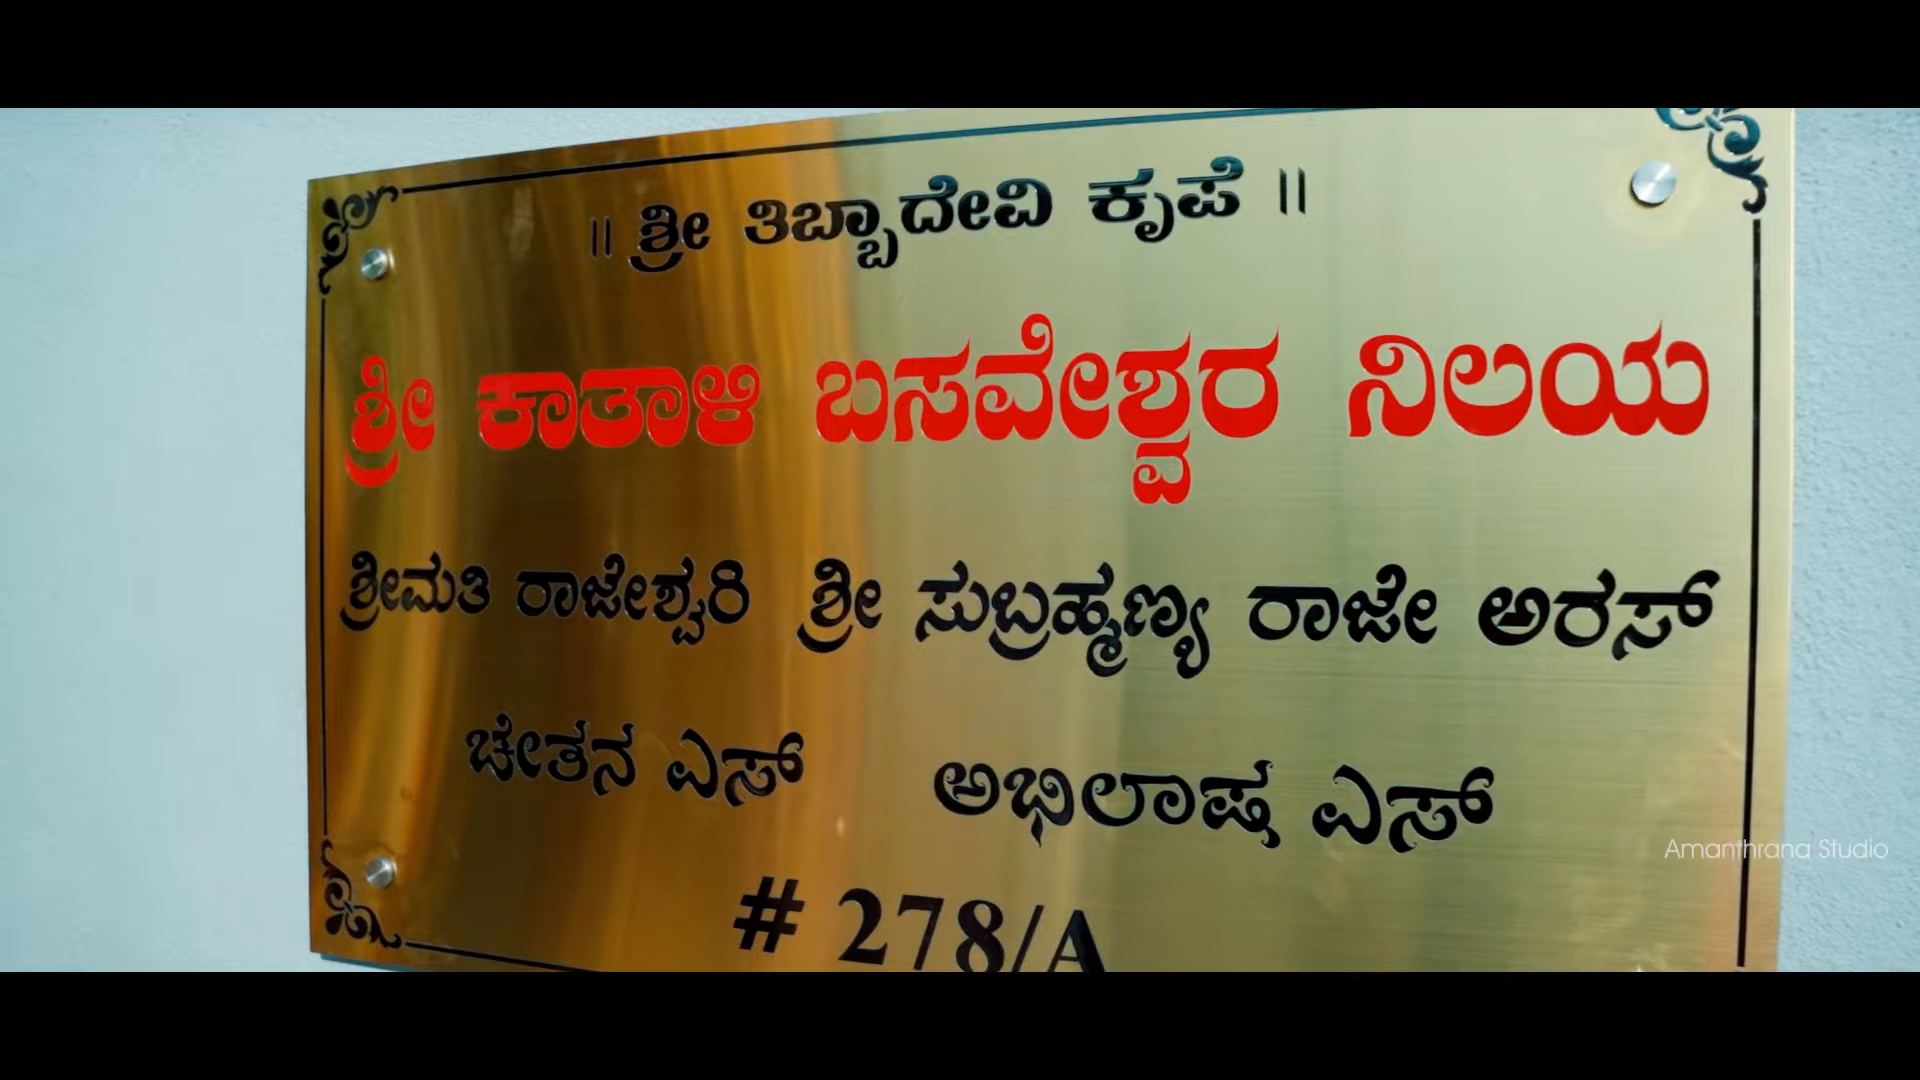 ॥ ಶ್ರೀ ತಿಬ್ಬಾದೇವಿ ಕೃಪೆ ॥
ಶ್ರೀ ಕಾತಾಳಿ ಬಸವೇಶ್ವರ ನಿಲಯ
ಶ್ರೀಮತಿ ರಾಜೇಶ್ವರಿ ಶ್ರೀ ಸುಬ್ರಹ್ಮಣ್ಯ ರಾಜೇ ಅರಸ್
ಚೇತನ ಎಸ್ ಅಭಿಲಾಷ ಎಸ್
# 278/A
Amanthrana Studio